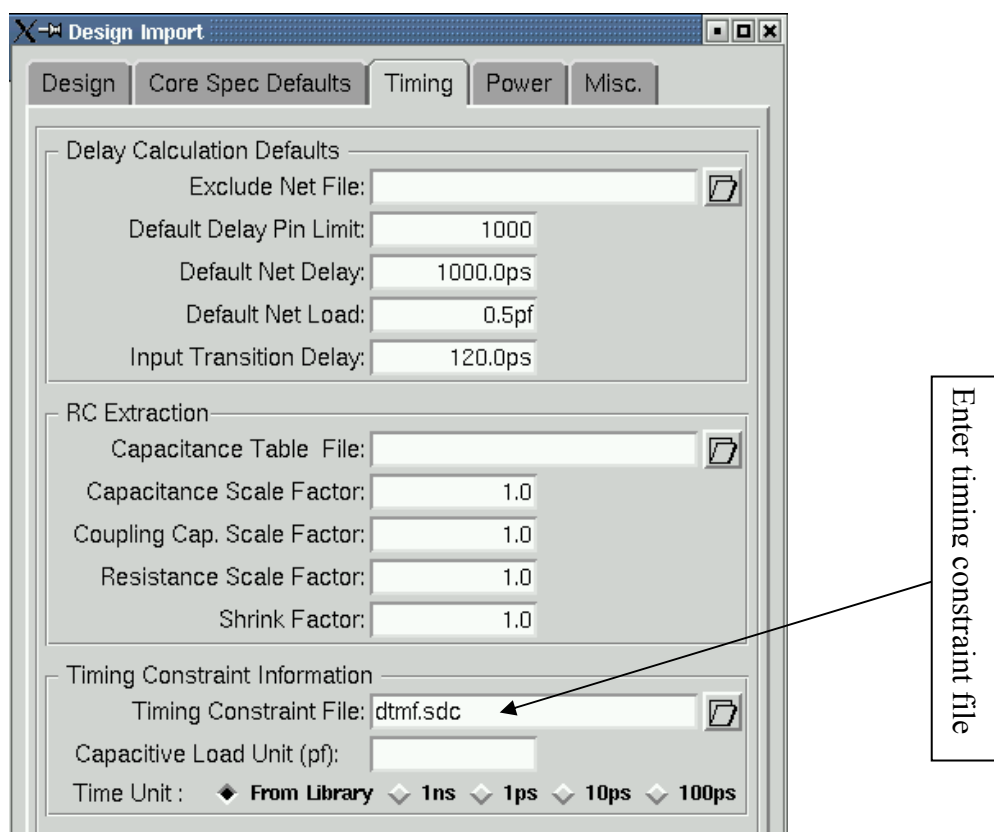 Design Import
Design Core Spec Defaults Timing Power Misc.
Delay Calculation Defaults
Exclude Net File:
Default Delay Pin Limit: 1000
Default Net Delay: 1000.0ps
Default Net Load: 0.5pf
Input Transition Delay: 120.0ps
RC Extraction
Capacitance Table File:
Capacitance Scale Factor: 1.0
Coupling Cap. Scale Factor: 1.0
Resistance Scale Factor: 1.0
Shrink Factor: 1.0
Timing Constraint Information
Timing Constraint File: dtmf.sdc
Capacitive Load Unit (pf):
Time Unit : From Library 1ns 1ps 10ps 100ps
Enter timing constraint file